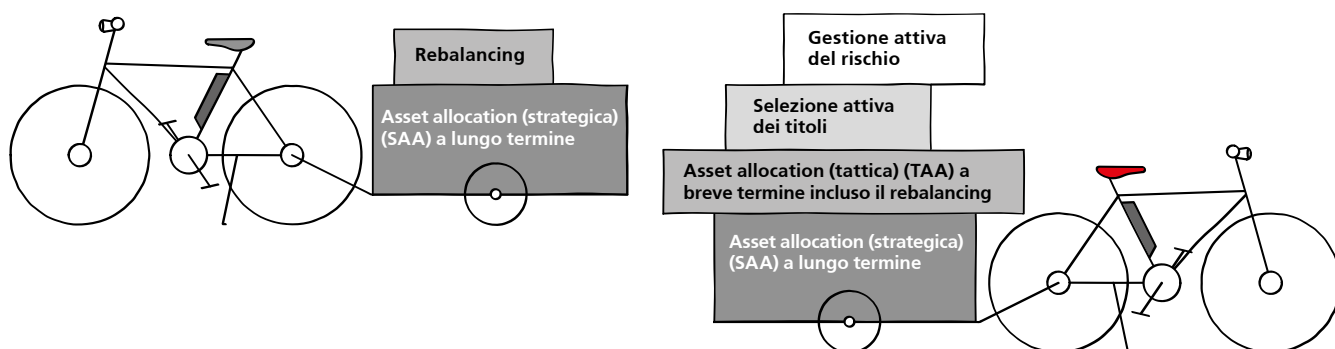 Rebalancing
Asset allocation (strategica)
(SAA) a lungo termine
Gestione attiva
del rischio
Selezione attiva
dei titoli
Asset allocation (tattica) (TAA) a
breve termine incluso il rebalancing
Asset allocation (strategica)
(SAA) a lungo termine